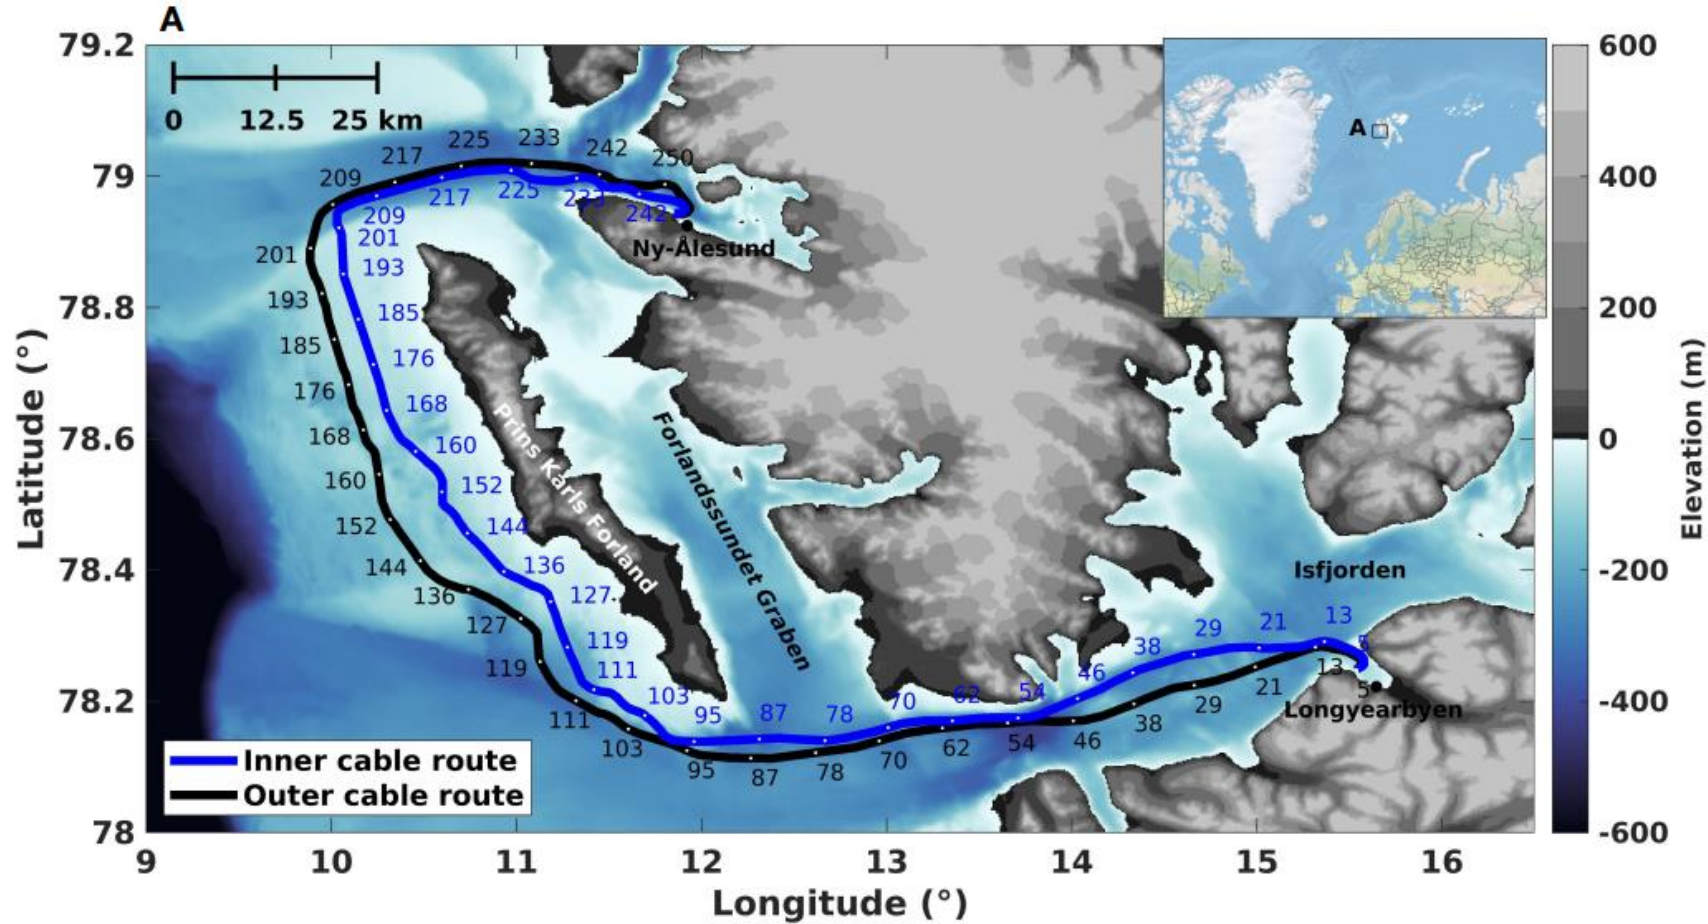 A
79.2
79
78.8
78.6
78.4
78.2
78
Latitude (°)
0 12.5 25 km
A
600
400
200
0
-200
-400
-600
Elevation (m)
209 217 225 233 242 250
209 217 225 233 242
Ny-Ålesund
201 201
193 193
185 185
176 176
168 168
160 160
152 152
144 144
136 136
127 127
119 119
111 111
103 103
Prins Karls Forland
Forlandssundet Graben
Isfjorden
95 87 78 70 62 54 46 38 29 21 13
95 87 78 70 62 54 46 38 29 21 13 5
Longyearbyen
Inner cable route
Outer cable route
9 10 11 12 13 14 15 16
Longitude (°)